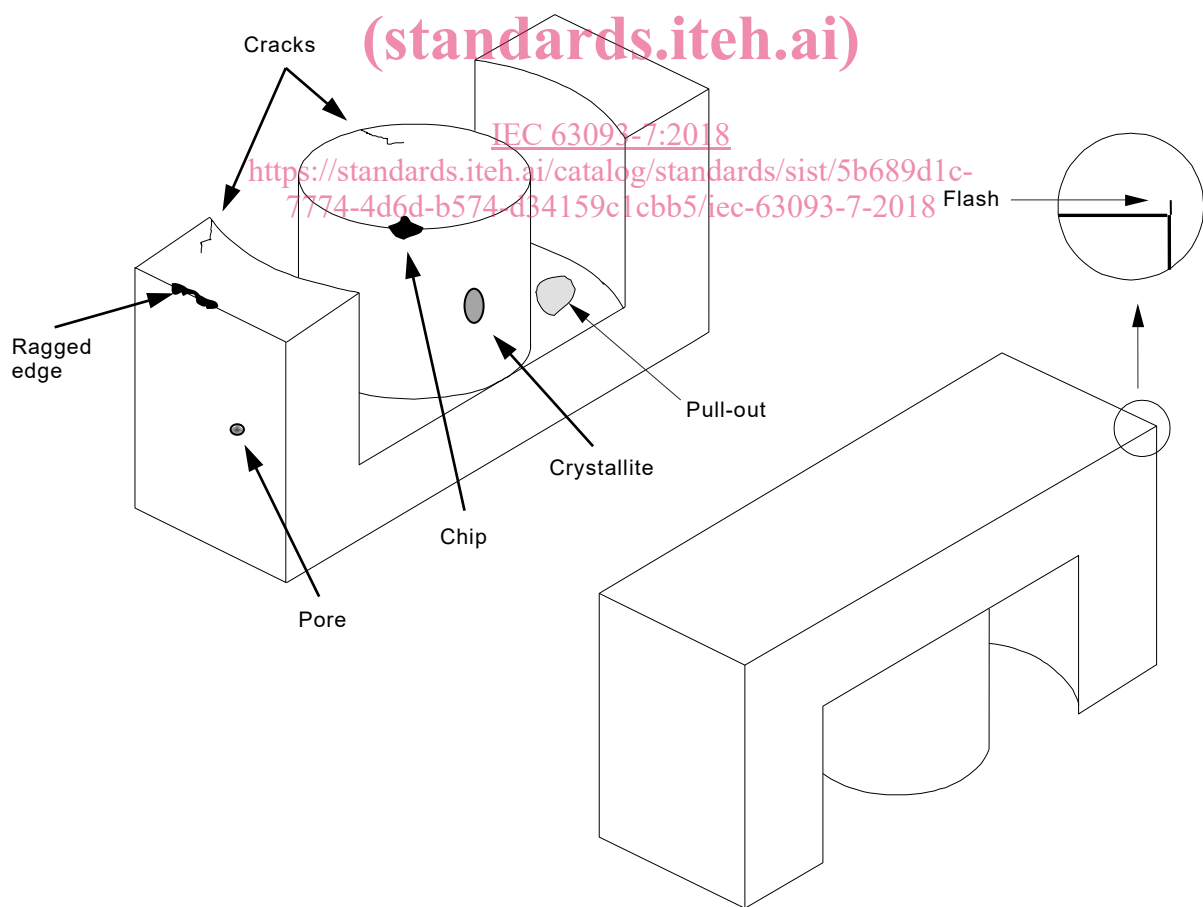 (standards.iteh.ai)
Cracks
IEC 63093-7:2018
https://standards.iteh.ai/catalog/standards/sist/5b689d1c-
7774-4d6d-b574-d34159c1cbb5/iec-63093-7-2018
Flash
Ragged
edge
Pull-out
Crystallite
Chip
Pore